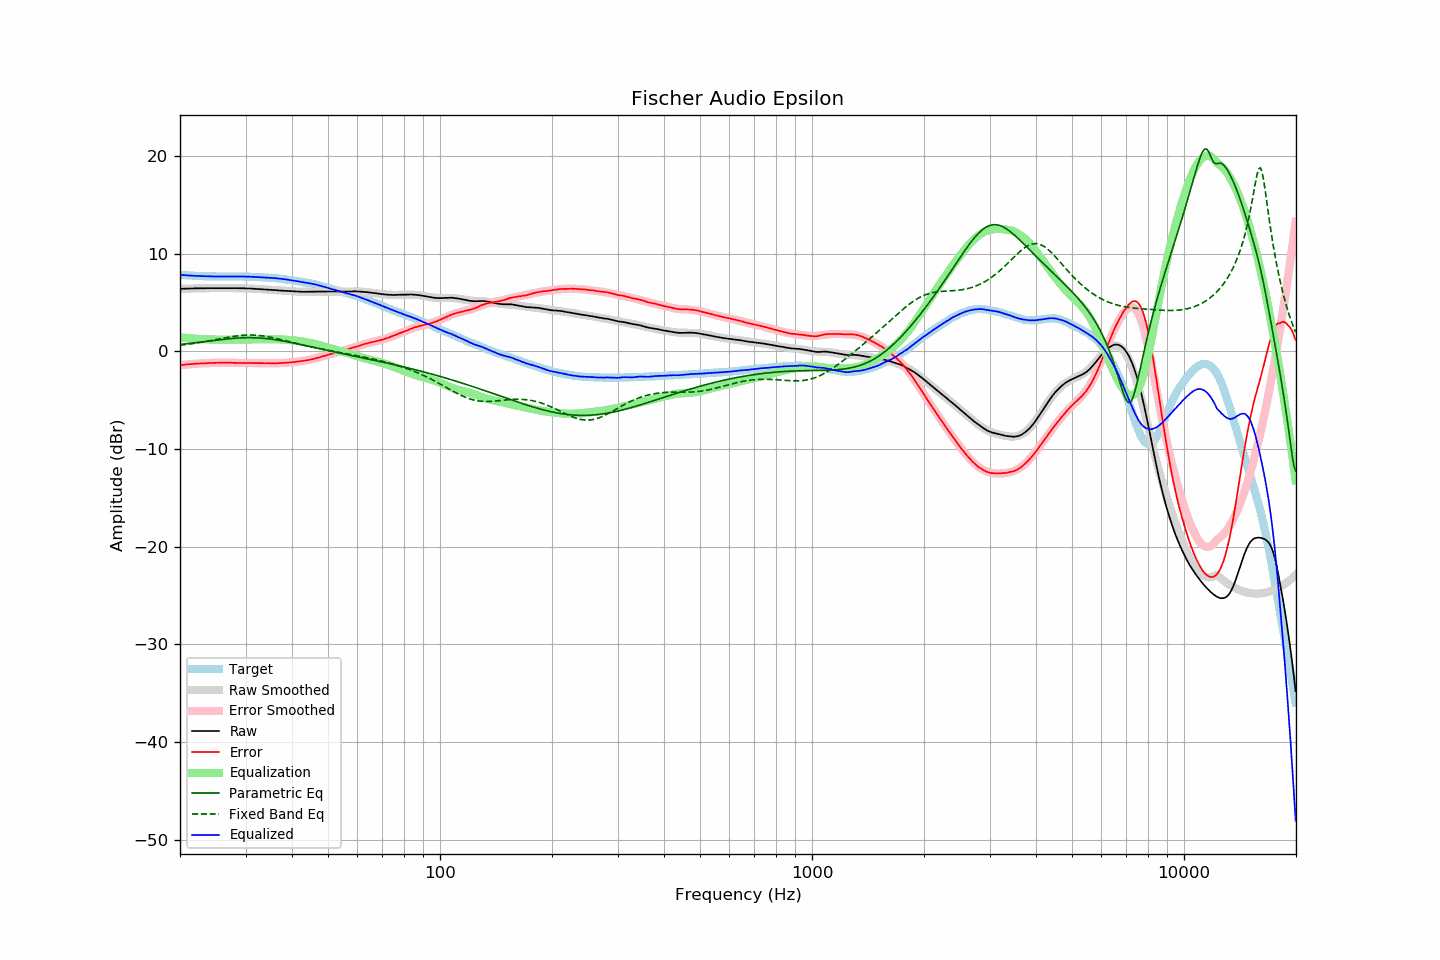 Fischer Audio Epsilon
20
10
0
−10
−20
−30
−40
−50
Amplitude (dBr)
Target
Raw Smoothed
Error Smoothed
Raw
Error
Equalization
Parametric Eq
Fixed Band Eq
Equalized
100
1000
10000
Frequency (Hz)